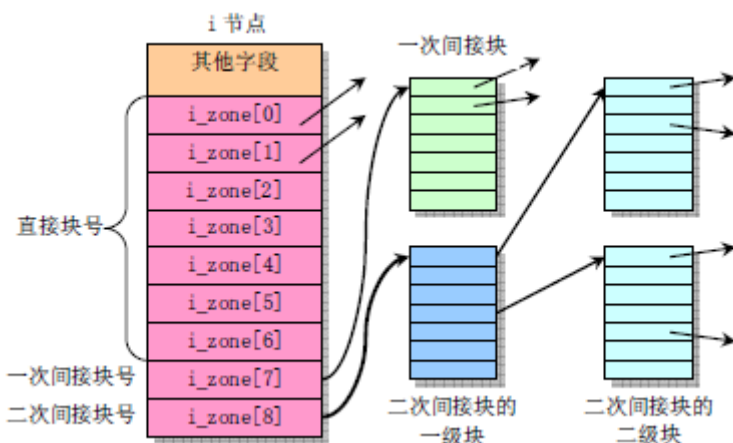 i 节点
其他字段
i_zone[0]
i_zone[1]
i_zone[2]
i_zone[3]
i_zone[4]
i_zone[5]
i_zone[6]
i_zone[7]
i_zone[8]
直接块号
一次间接块号
二次间接块号
一次间接块
二次间接块的
一级块
二次间接块的
二级块